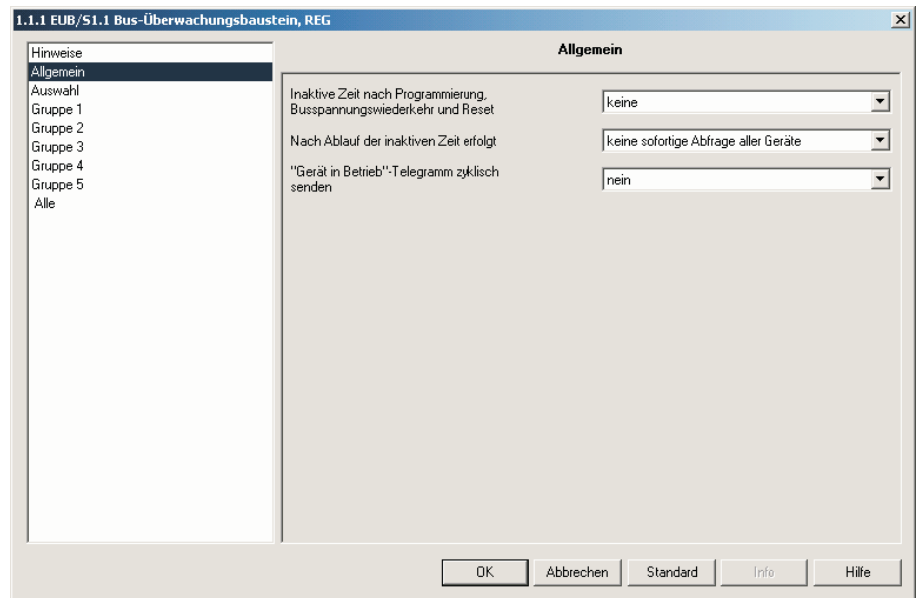 1.1.1 EUB/S1.1 Bus-Überwachungsbaustein, REG
Hinweise
Allgemein
Auswahl
Gruppe 1
Gruppe 2
Gruppe 3
Gruppe 4
Gruppe 5
Alle
Allgemein
Inaktive Zeit nach Programmierung,
Busspannungswiederkehr und Reset
keine
Nach Ablauf der inaktiven Zeit erfolgt
keine sofortige Abfrage aller Geräte
"Gerät in Betrieb"-Telegramm zyklisch
senden
nein
OK
Abbrechen
Standard
Info
Hilfe